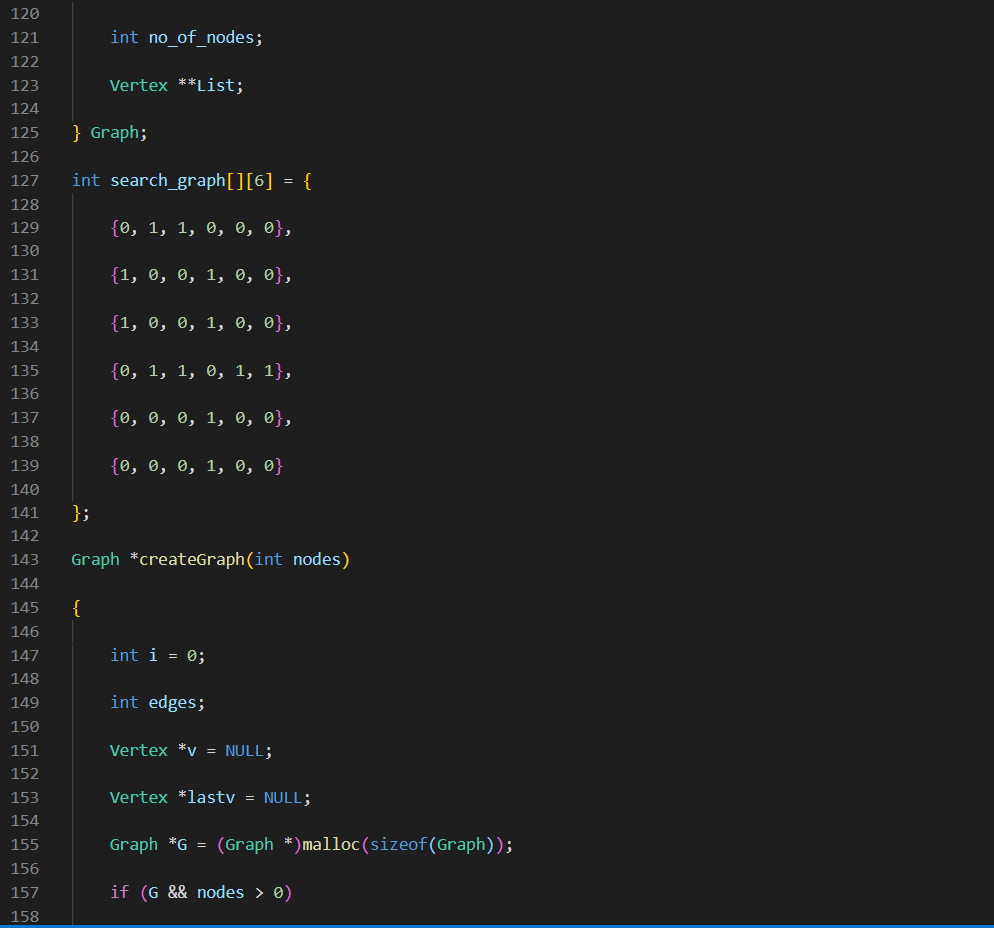 120
121 int no_of_nodes;
122
123 Vertex **List;
124
125 } Graph;
126
127 int search_graph[][6] = {
128
129 {0, 1, 1, 0, 0, 0},
130
131 {1, 0, 0, 1, 0, 0},
132
133 {1, 0, 0, 1, 0, 0},
134
135 {0, 1, 1, 0, 1, 1},
136
137 {0, 0, 0, 1, 0, 0},
138
139 {0, 0, 0, 1, 0, 0}
140
141 };
142
143 Graph *createGraph(int nodes)
144
145 {
146
147 int i = 0;
148
149 int edges;
150
151 Vertex *v = NULL;
152
153 Vertex *lastv = NULL;
154
155 Graph *G = (Graph *)malloc(sizeof(Graph));
156
157 if (G && nodes > 0)
158